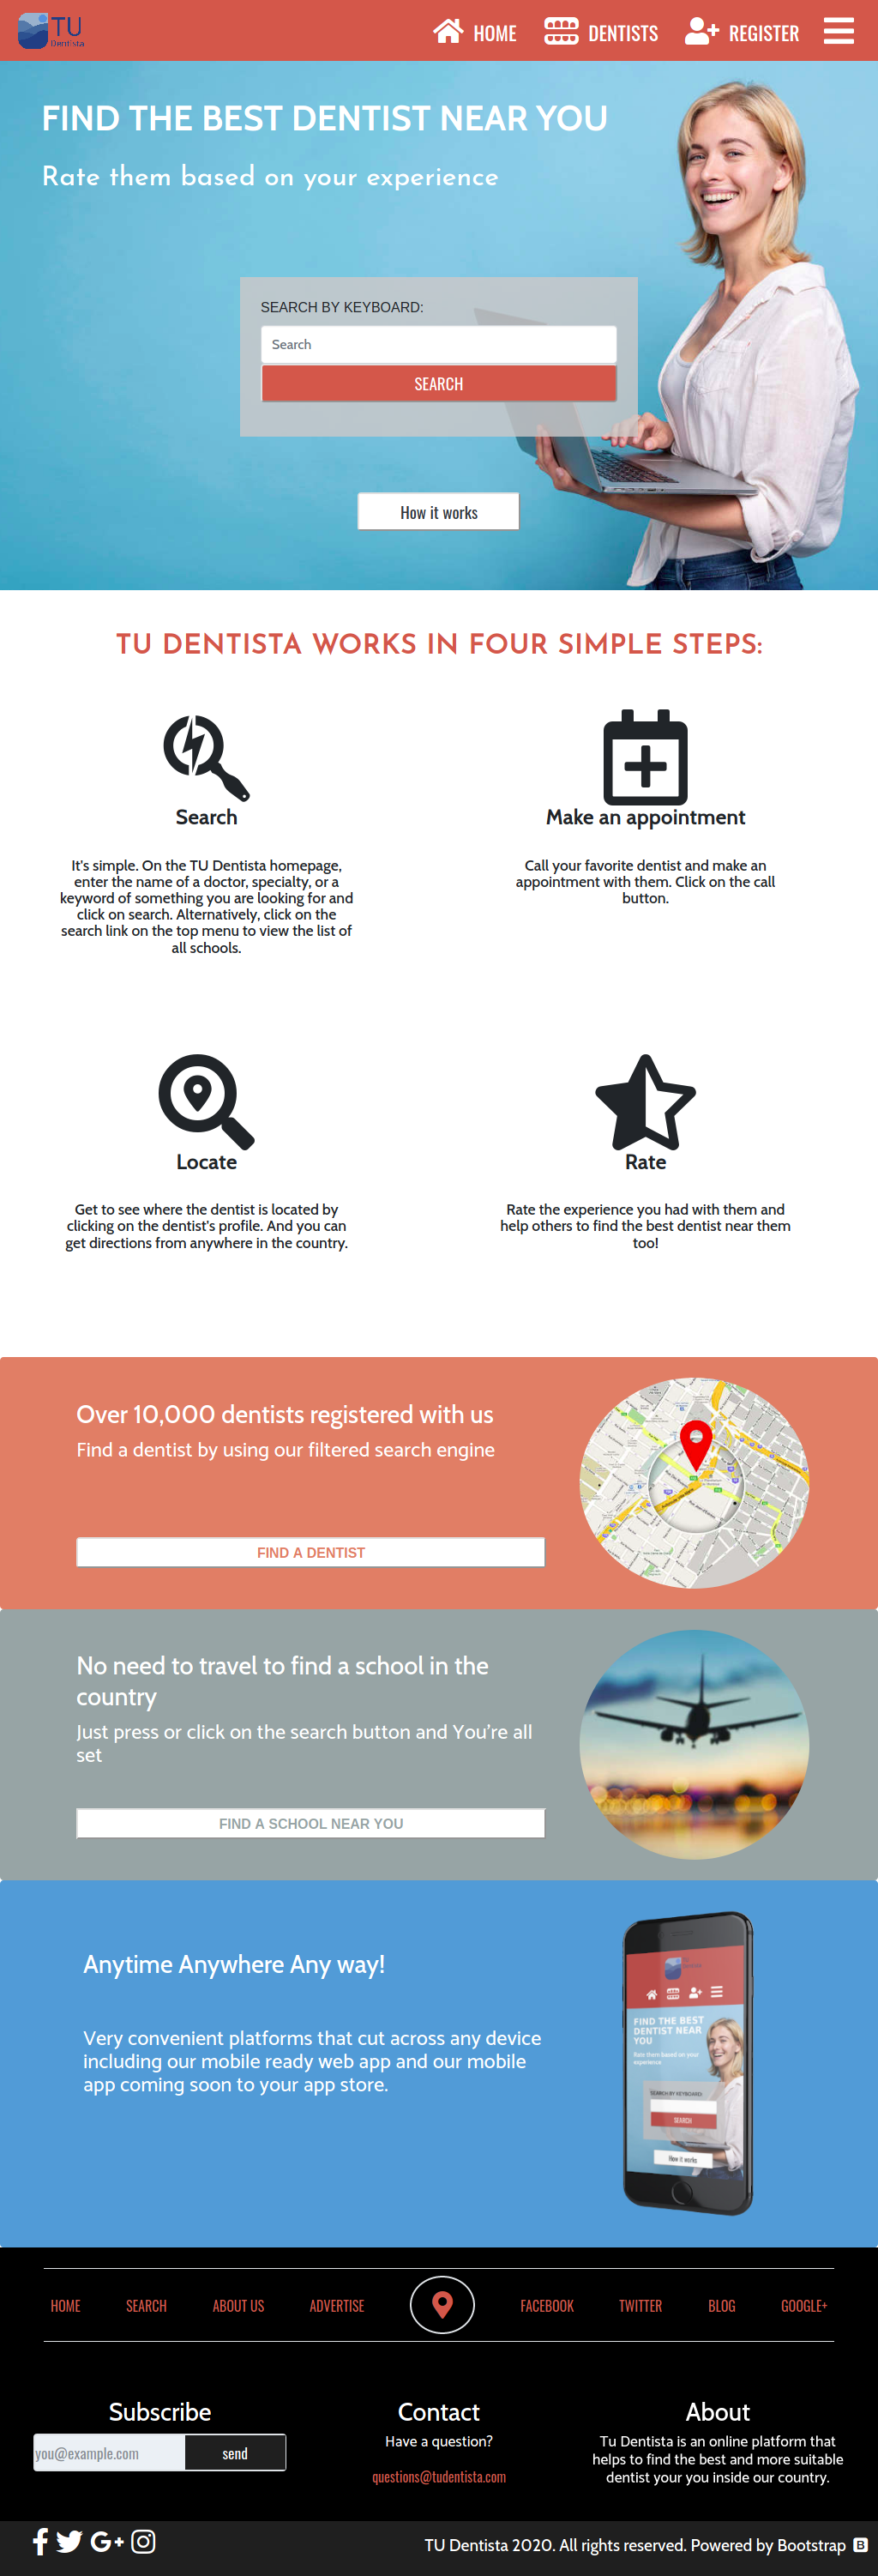 TU
Dentista
HOME
DENTISTS
REGISTER
FIND THE BEST DENTIST NEAR YOU
Rate them based on your experience
SEARCH BY KEYBOARD:
Search
SEARCH
How it works
TU DENTISTA WORKS IN FOUR SIMPLE STEPS:
Search
It's simple. On the TU Dentista homepage,
enter the name of a doctor, specialty, or a
keyword of something you are looking for and
click on search. Alternatively, click on the
search link on the top menu to view the list of
all schools.
Make an appointment
Call your favorite dentist and make an
appointment with them. Click on the call
button.
Locate
Get to see where the dentist is located by
clicking on the dentist's profile. And you can
get directions from anywhere in the country.
Rate
Rate the experience you had with them and
help others to find the best dentist near them
too!
Over 10,000 dentists registered with us
Find a dentist by using our filtered search engine
FIND A DENTIST
No need to travel to find a school in the
country
Just press or click on the search button and You're all
set
FIND A SCHOOL NEAR YOU
Anytime Anywhere Any way!
Very convenient platforms that cut across any device
including our mobile ready web app and our mobile
app coming soon to your app store.
FIND THE BEST
DENTIST NEAR
YOU
Rate them based on your
experience
SEARCH BY KEYBOARD:
SEARCH
How it works
HOME
SEARCH
ABOUT US
ADVERTISE
FACEBOOK
TWITTER
BLOG
GOOGLE+
Subscribe
you@example.com
send
Contact
Have a question?
questions@tudentista.com
About
Tu Dentista is an online platform that
helps to find the best and more suitable
dentist your you inside our country.
TU Dentista 2020. All rights reserved. Powered by Bootstrap B